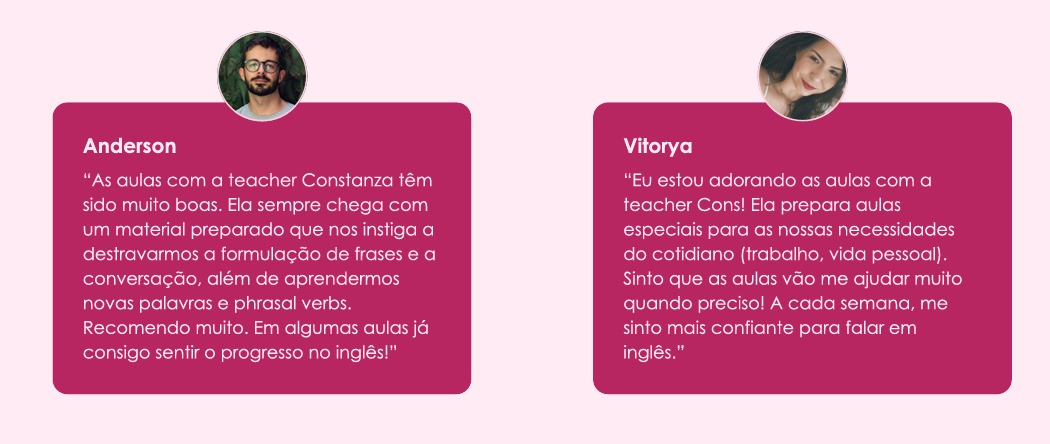 Anderson
“As aulas com a teacher Constanza têm
sido muito boas. Ela sempre chega com
um material preparado que nos instiga a
destravarmos a formulação de frases e a
conversação, além de aprendermos
novas palavras e phrasal verbs.
Recomendo muito. Em algumas aulas já
consigo sentir o progresso no inglês!”
Vitorya
“Eu estou adorando as aulas com a
teacher Cons! Ela prepara aulas
especiais para as nossas necessidades
do cotidiano (trabalho, vida pessoal).
Sinto que as aulas vão me ajudar muito
quando preciso! A cada semana, me
sinto mais confiante para falar em
inglês.”